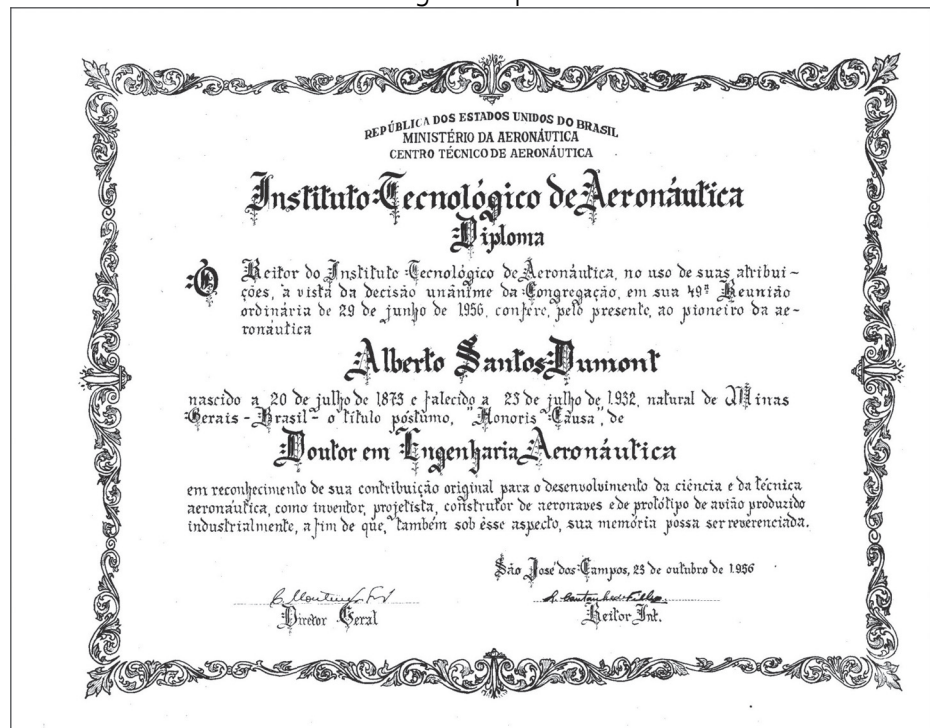 REPÚBLICA DOS ESTADOS UNIDOS DO BRASIL
MINISTÉRIO DA AERONÁUTICA
CENTRO TÉCNICO DE AERONÁUTICA
Instituto Tecnológico de Aeronáutica
Diploma
O Reitor do Instituto Tecnológico de Aeronáutica, no uso de suas atribui-
ções, à vista da decisão unânime da Congregação, em sua 49ª Reunião
ordinária de 29 de junho de 1956, confere, pelo presente, ao pioneiro da ae-
ronáutica
Alberto Santos Dumont
nascido a 20 de julho de 1873 e falecido a 23 de julho de 1.932, natural de Minas
Gerais - Brasil - o título póstumo, "Honoris Causa", de
Doutor em Engenharia Aeronáutica
em reconhecimento de sua contribuição original para o desenvolvimento da ciência e da técnica
aeronáutica, como inventor, projetista, construtor de aeronaves e de protótipo de avião produzido
industrialmente, a fim de que, também sob êsse aspecto, sua memória possa ser reverenciada.
São José dos Campos, 23 de outubro de 1956
Diretor Geral
Reitor Int.